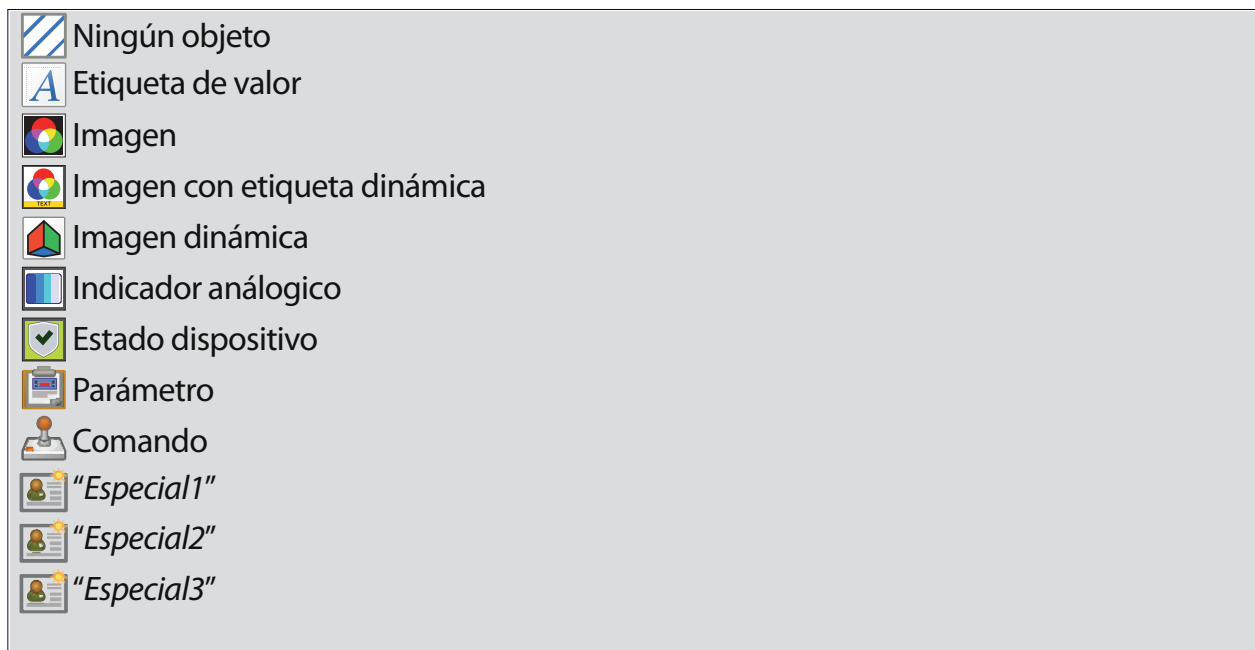 Ningún objeto
A Etiqueta de valor
Imagen
TEXT Imagen con etiqueta dinámica
Imagen dinámica
Indicador análogico
Estado dispositivo
Parámetro
Comando
"Especial1"
"Especial2"
"Especial3"